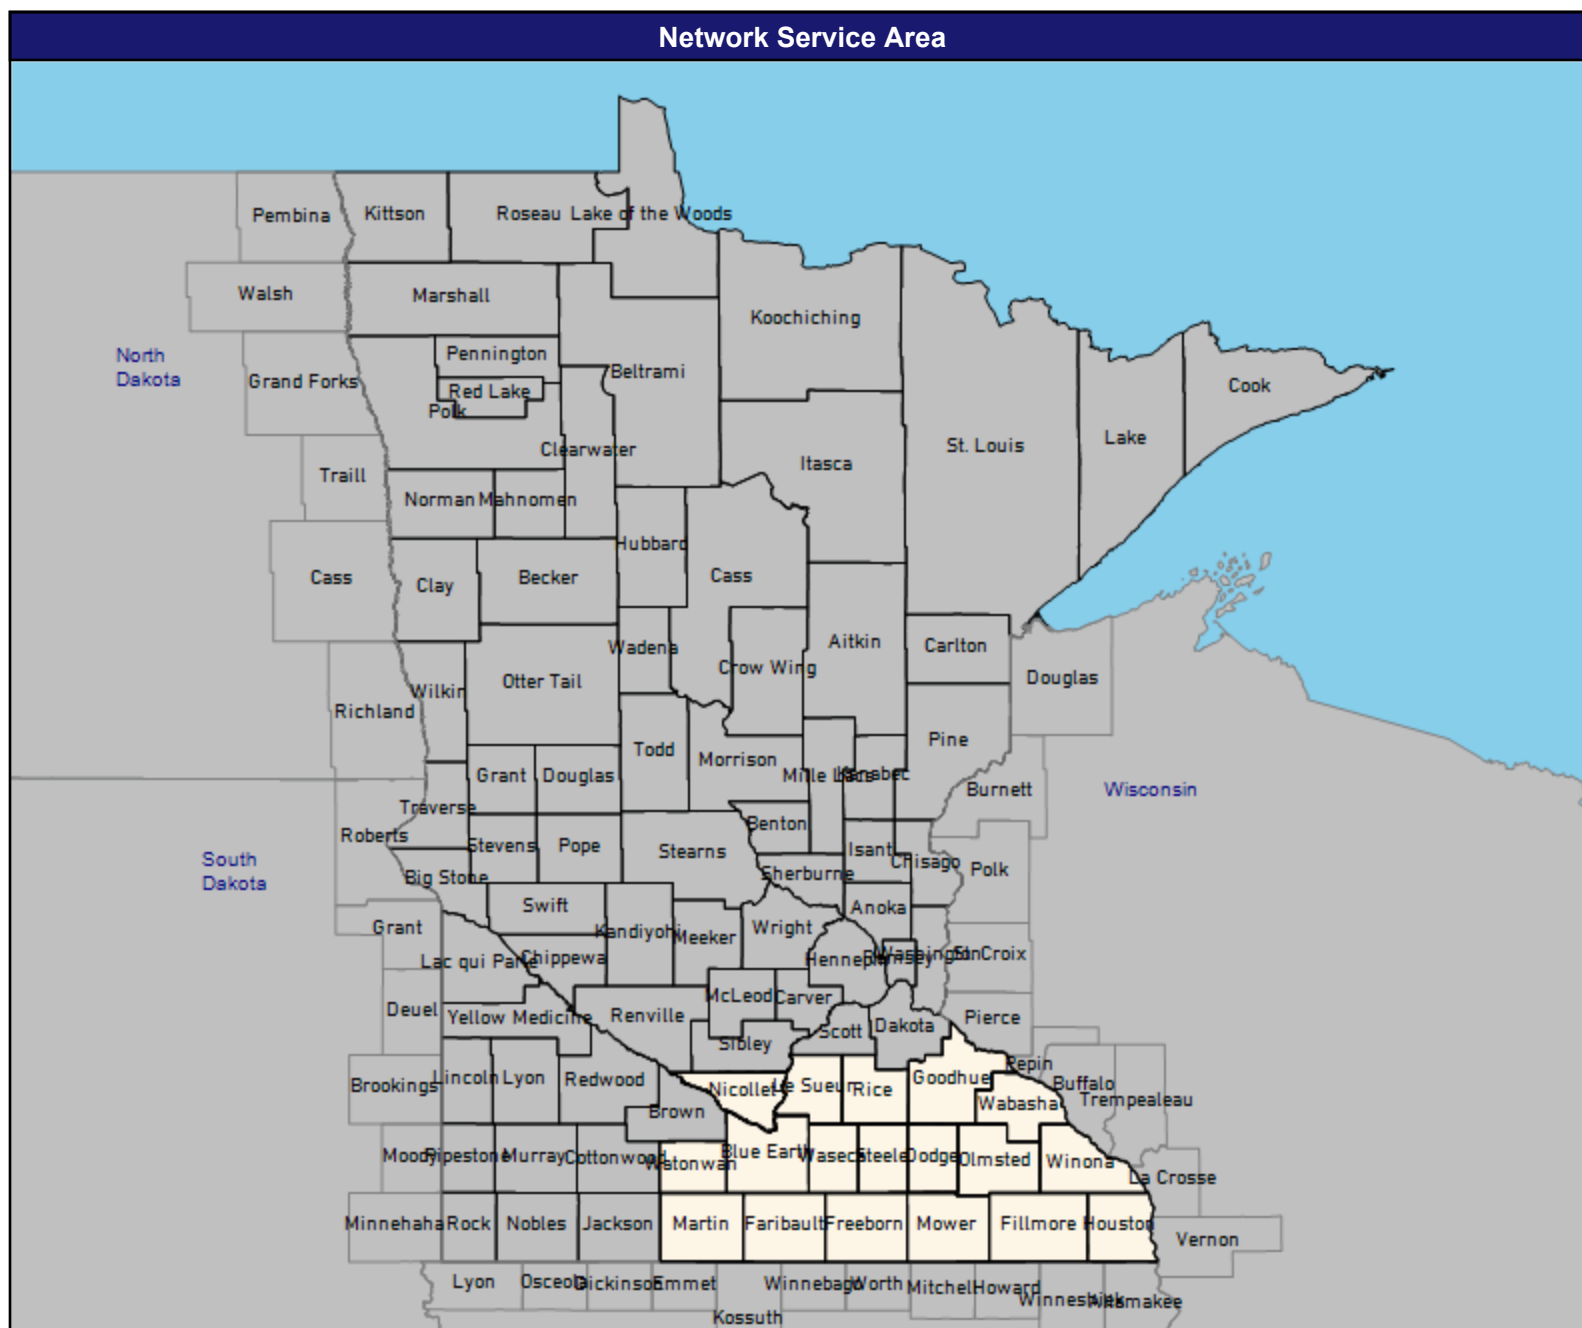 Network Service Area
Pembina
Kittson
Roseau
Lake of the Woods
Walsh
Marshall
Koochiching
North
Dakota
Pennington
Grand Forks
Beltrami
Cook
Red Lake
Polk
Clearwater
Itasca
St. Louis
Lake
Traill
Norman
Mahnomen
Hubbard
Cass
Cass
Clay
Becker
Wadena
Aitkin
Carlton
Crow Wing
Douglas
Otter Tail
Wilkin
Richland
Todd
Morrison
Pine
Grant
Douglas
Mille Lacs
Kanabec
Burnett
Wisconsin
Traverse
Roberts
Stevens
Pope
Stearns
Benton
Isanti
Chisago
Polk
South
Dakota
Big Stone
Sherburne
Swift
Anoka
Grant
Kandiyohi
Meeker
Wright
Lac qui Parle
Chippewa
Hennepin
Ramsey
Washington
St. Croix
McLeod
Carver
Deuel
Yellow Medicine
Renville
Scott
Dakota
Pierce
Sibley
Brookings
Lincoln
Lyon
Redwood
Nicollet
Le Sueur
Rice
Goodhue
Pepin
Buffalo
Trempealeau
Brown
Wabasha
Moody
Pipestone
Murray
Cottonwood
Watonwan
Blue Earth
Waseca
Steele
Dodge
Olmsted
Winona
La Crosse
Minnehaha
Rock
Nobles
Jackson
Martin
Faribault
Freeborn
Mower
Fillmore
Houston
Vernon
Lyon
Osceola
Dickinson
Emmet
Winnebago
Worth
Mitchell
Howard
Winneshiek
Allamakee
Kossuth